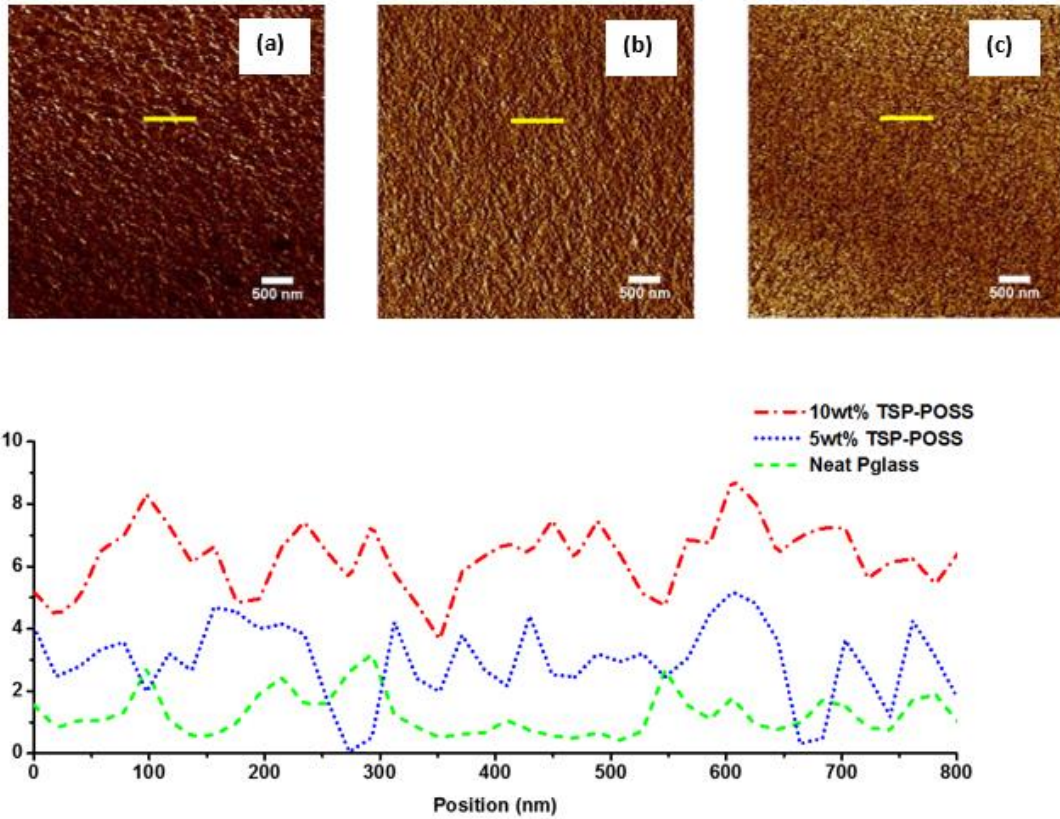 (a)
(b)
(c)
500 nm
500 nm
500 nm
10wt% TSP-POSS
5wt% TSP-POSS
Neat Pglass
10
8
6
4
2
0
0 100 200 300 400 500 600 700 800
Position (nm)